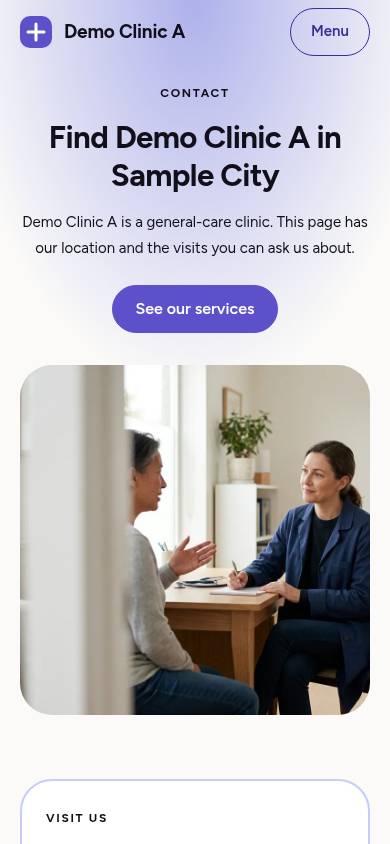 Demo Clinic A
Menu
CONTACT
Find Demo Clinic A in
Sample City
Demo Clinic A is a general-care clinic. This page has
our location and the visits you can ask us about.
See our services
VISIT US